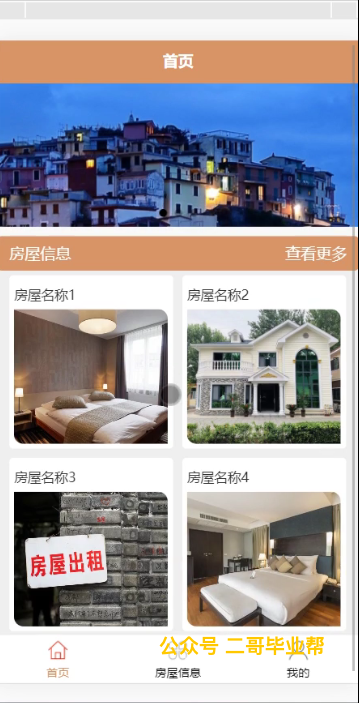 首页
房屋信息 查看更多
房屋名称1 房屋名称2
房屋名称3 房屋名称4
房屋出租
公众号 二哥毕业帮
首页 房屋信息 我的